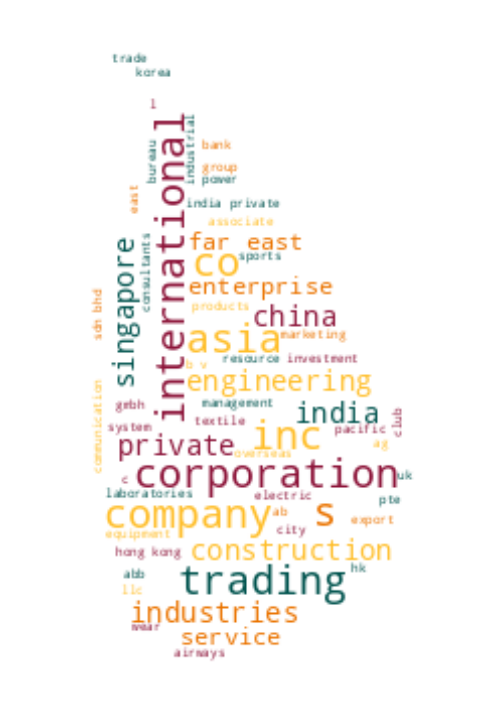 trade
korea
l
international
industrial
bureau
bank
group
power
east
india private
associate
far east
singapore
consultants
co
sports
enterprise
sdn bhd
products
china
asia
marketing
resource
investment
b v
engineering
communication
gmbh
management
india
club
textile
system
pacific
inc
private
ag
overseas
corporation
uk
c
laboratories
electric
pte
company
ab
s
export
city
equipment
construction
hong kong
trading
hk
abb
llc
industries
wear
service
airways